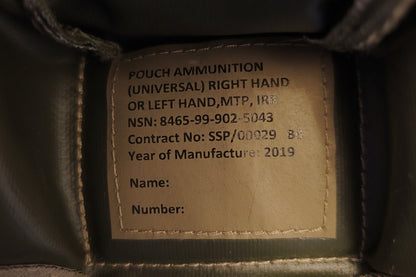 POUCH AMMUNITION
(UNIVERSAL) RIGHT HAND
OR LEFT HAND,MTP, IRR
NSN: 8465-99-902-5043
Contract No: SSP/00929
Year of Manufacture: 2019
Name:
Number: